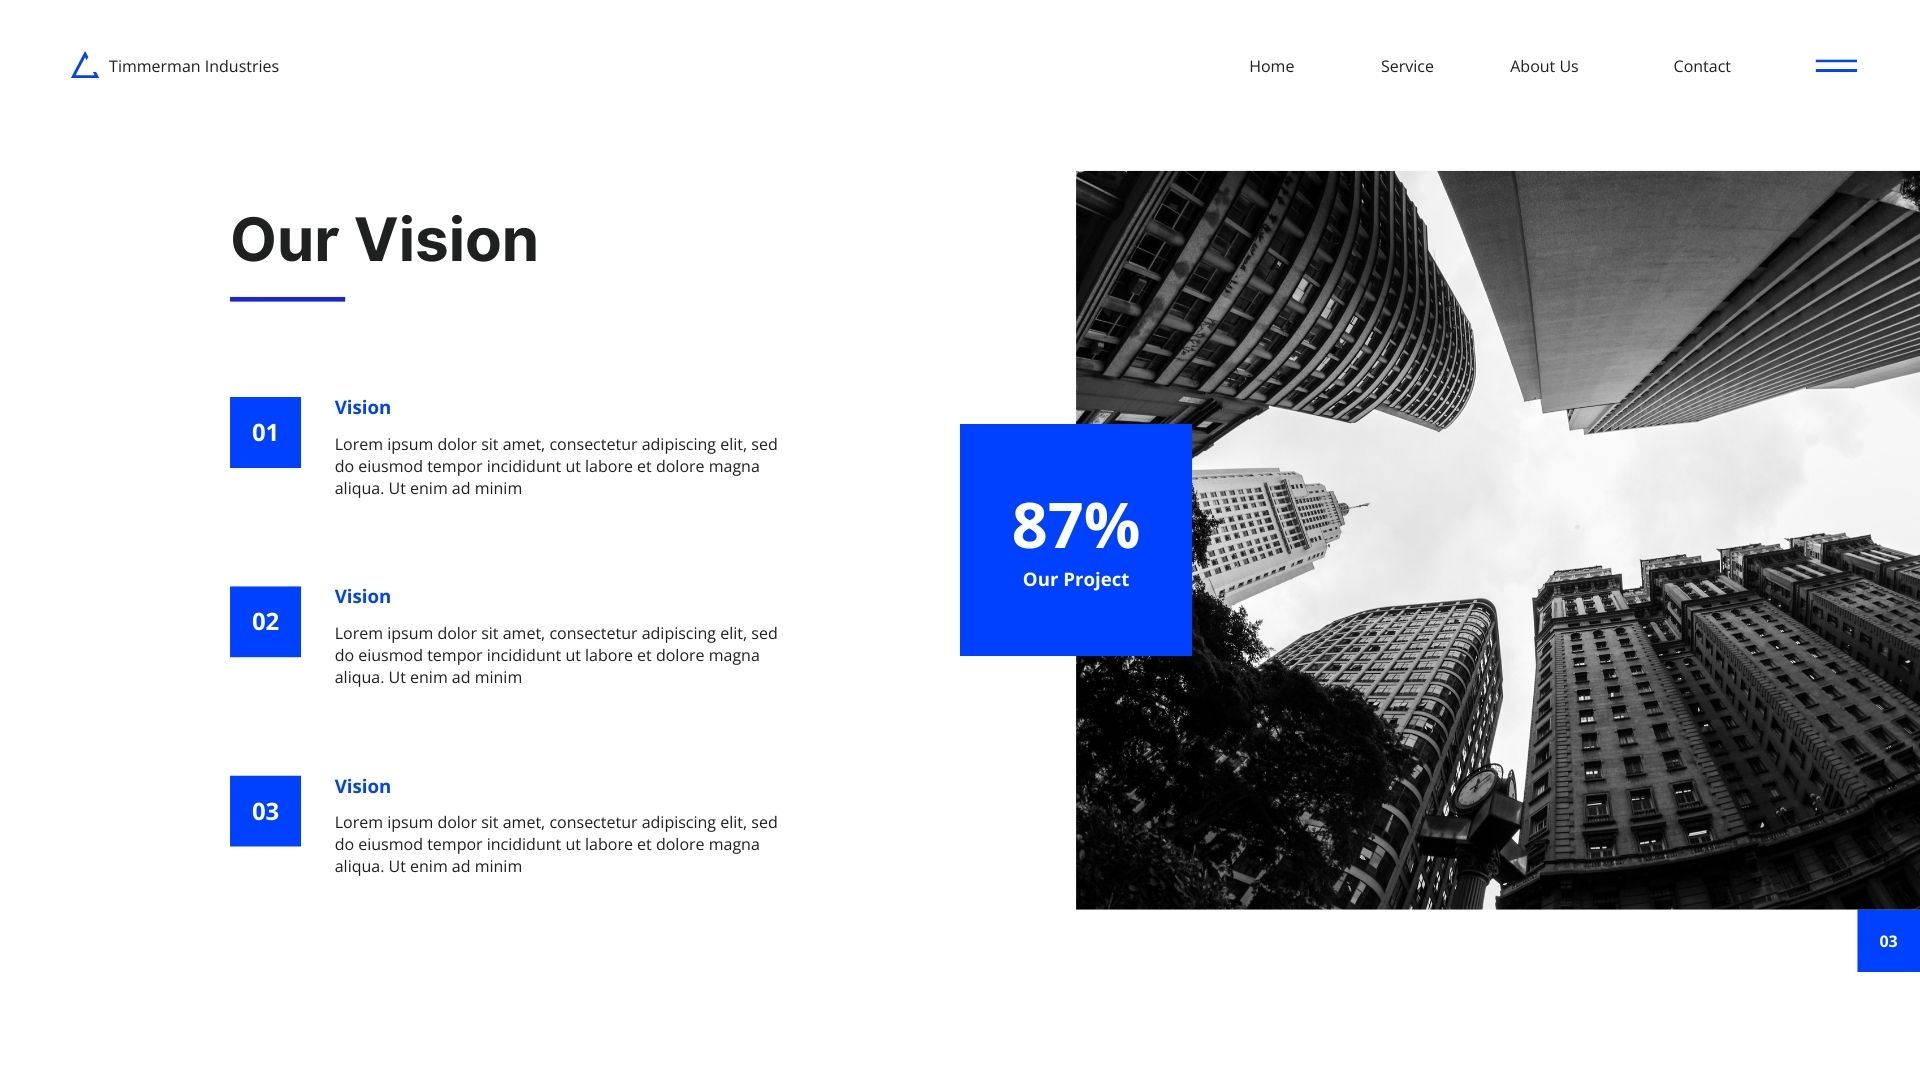 Timmerman Industries
Home
Service
About Us
Contact
Our Vision
01
Vision
Lorem ipsum dolor sit amet, consectetur adipiscing elit, sed
do eiusmod tempor incididunt ut labore et dolore magna
aliqua. Ut enim ad minim
02
Vision
Lorem ipsum dolor sit amet, consectetur adipiscing elit, sed
do eiusmod tempor incididunt ut labore et dolore magna
aliqua. Ut enim ad minim
03
Vision
Lorem ipsum dolor sit amet, consectetur adipiscing elit, sed
do eiusmod tempor incididunt ut labore et dolore magna
aliqua. Ut enim ad minim
87%
Our Project
03